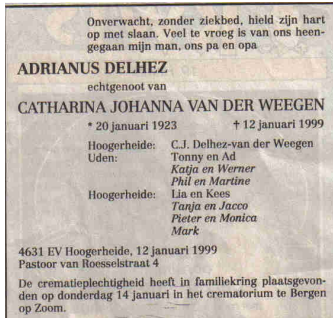 Onverwacht, zonder ziekbed, hield zijn hart
op met slaan. Veel te vroeg is van ons heen-
gegaan mijn man, ons pa en opa
ADRIANUS DELHEZ
echtgenoot van
CATHARINA JOHANNA VAN DER WEEGEN
* 20 januari 1923 † 12 januari 1999
Hoogerheide: C.J. Delhez-van der Weegen
Uden: Tonny en Ad
Katja en Werner
Phil en Martine
Hoogerheide: Lia en Kees
Tanja en Jacco
Pieter en Monica
Mark
4631 EV Hoogerheide, 12 januari 1999
Pastoor van Roesselstraat 4
De crematieplechtigheid heeft in familiekring plaatsgevon-
den op donderdag 14 januari in het crematorium te Bergen
op Zoom.